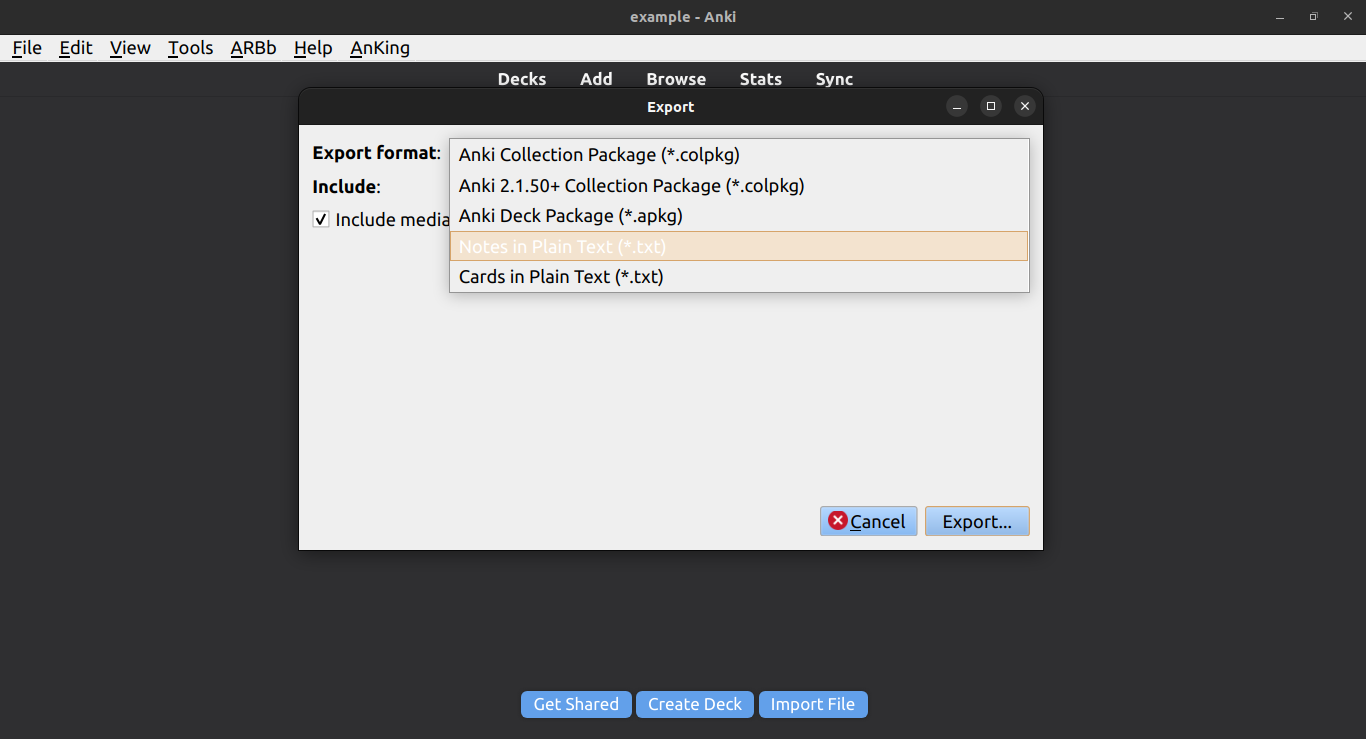 example - Anki
File Edit View Tools ARBb Help AnKing
Decks Add Browse Stats Sync
Export
Export format:
Anki Collection Package (*.colpkg)
Include:
Anki 2.1.50+ Collection Package (*.colpkg)
Include media
Anki Deck Package (*.apkg)
Notes in Plain Text (*.txt)
Cards in Plain Text (*.txt)
Cancel Export...
Get Shared Create Deck Import File